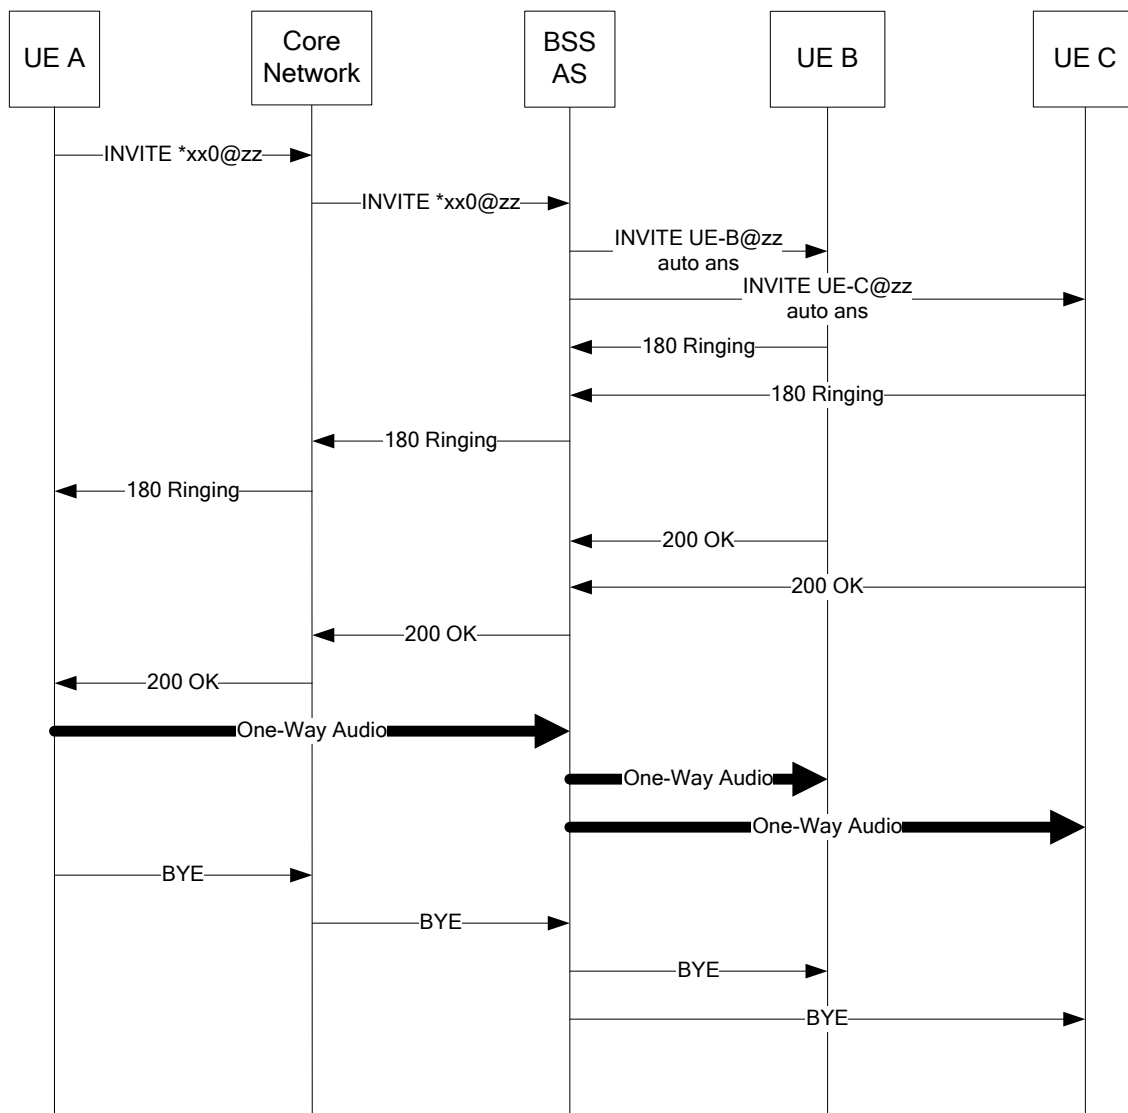 UE A
Core
Network
BSS
AS
UE B
UE C
INVITE *xx0@zz
INVITE *xx0@zz
INVITE UE-B@zz
auto ans
INVITE UE-C@zz
auto ans
180 Ringing
180 Ringing
180 Ringing
180 Ringing
200 OK
200 OK
200 OK
200 OK
One-Way Audio
One-Way Audio
One-Way Audio
BYE
BYE
BYE
BYE